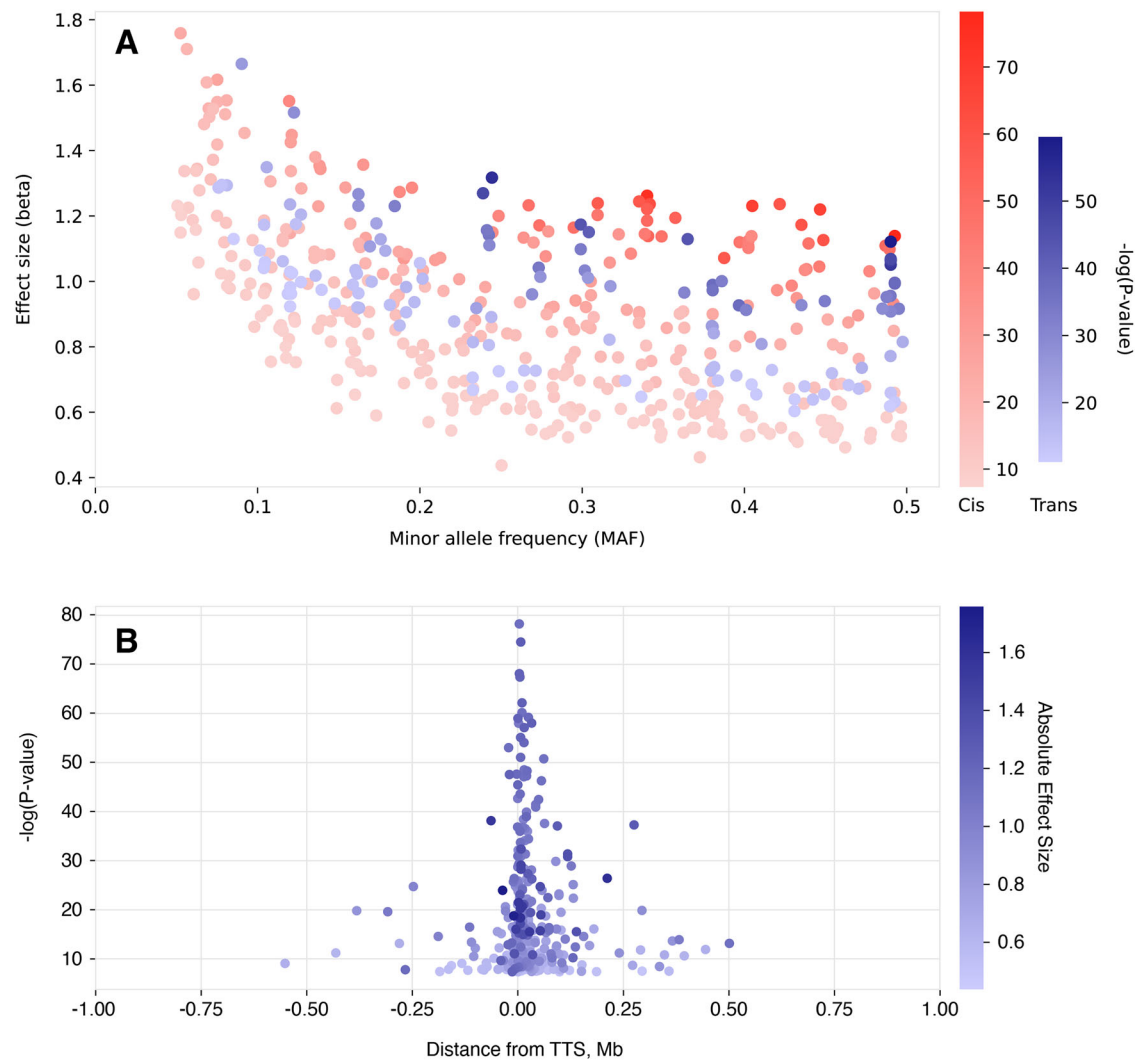 A
1.8
1.6
1.4
1.2
1.0
0.8
0.6
0.4
Effect size (beta)
0.0 0.1 0.2 0.3 0.4 0.5
Minor allele frequency (MAF)
70
60
50
40
30
20
10
Cis
50
40
30
20
Trans
-log(P-value)
B
80
70
60
50
40
30
20
10
-log(P-value)
-1.00 -0.75 -0.50 -0.25 0.00 0.25 0.50 0.75 1.00
Distance from TTS, Mb
1.6
1.4
1.2
1.0
0.8
0.6
Absolute Effect Size